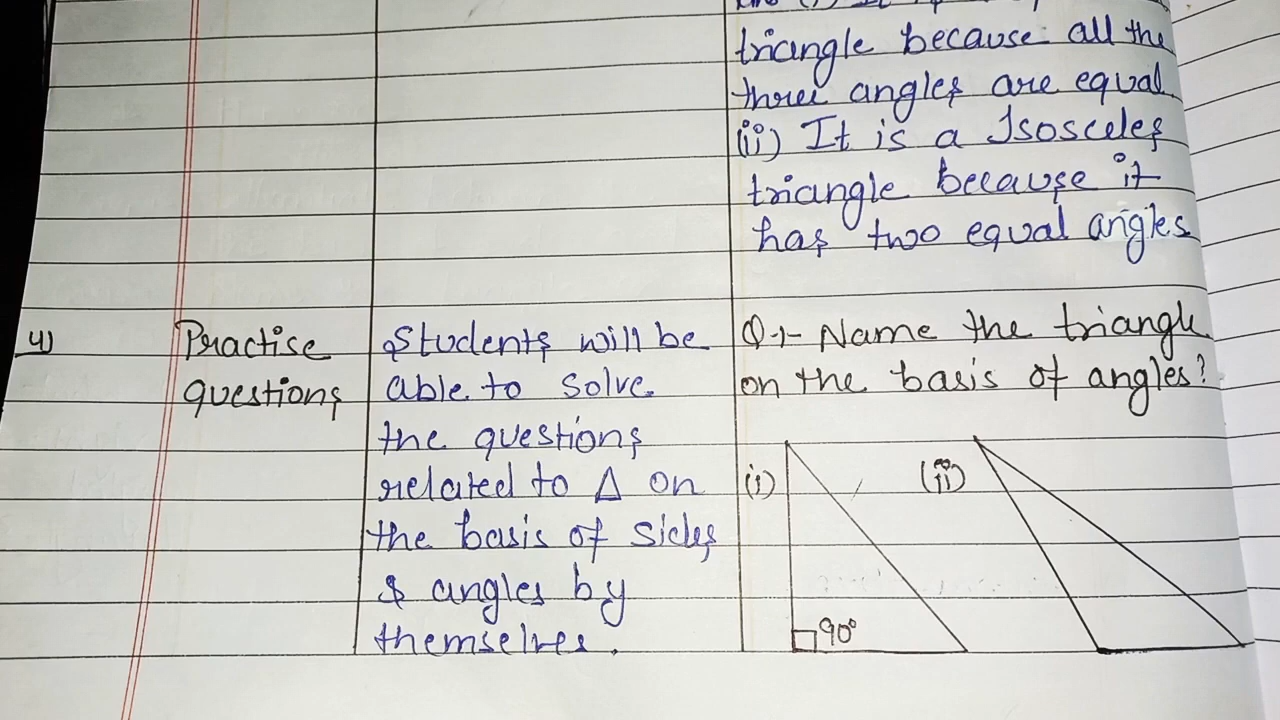 triangle because all the
three angles are equal
(ii) It is a Isosceles
triangle because it
has two equal angles
4)
Practise
questions
Students will be
able to solve
the questions
related to Δ on
the basis of sides
& angles by
themselves.
Q.1- Name the triangle
on the basis of angles?
(i)
(ii)
90°